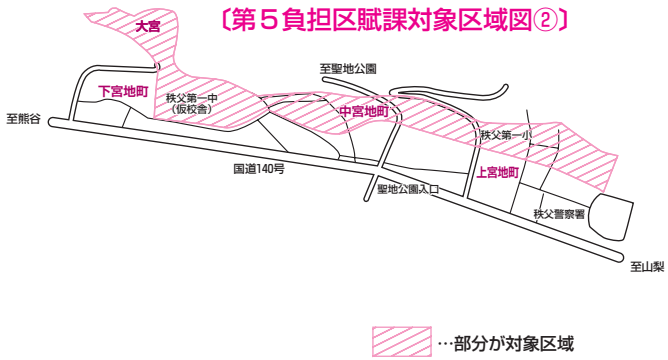 〔第5負担区賦課対象区域図②〕
大宮
至聖地公園
下宮地町
秩父第一中
(仮校舎)
中宮地町
至熊谷
秩父第一小
国道140号
上宮地町
聖地公園入口
秩父警察署
至山梨
…部分が対象区域